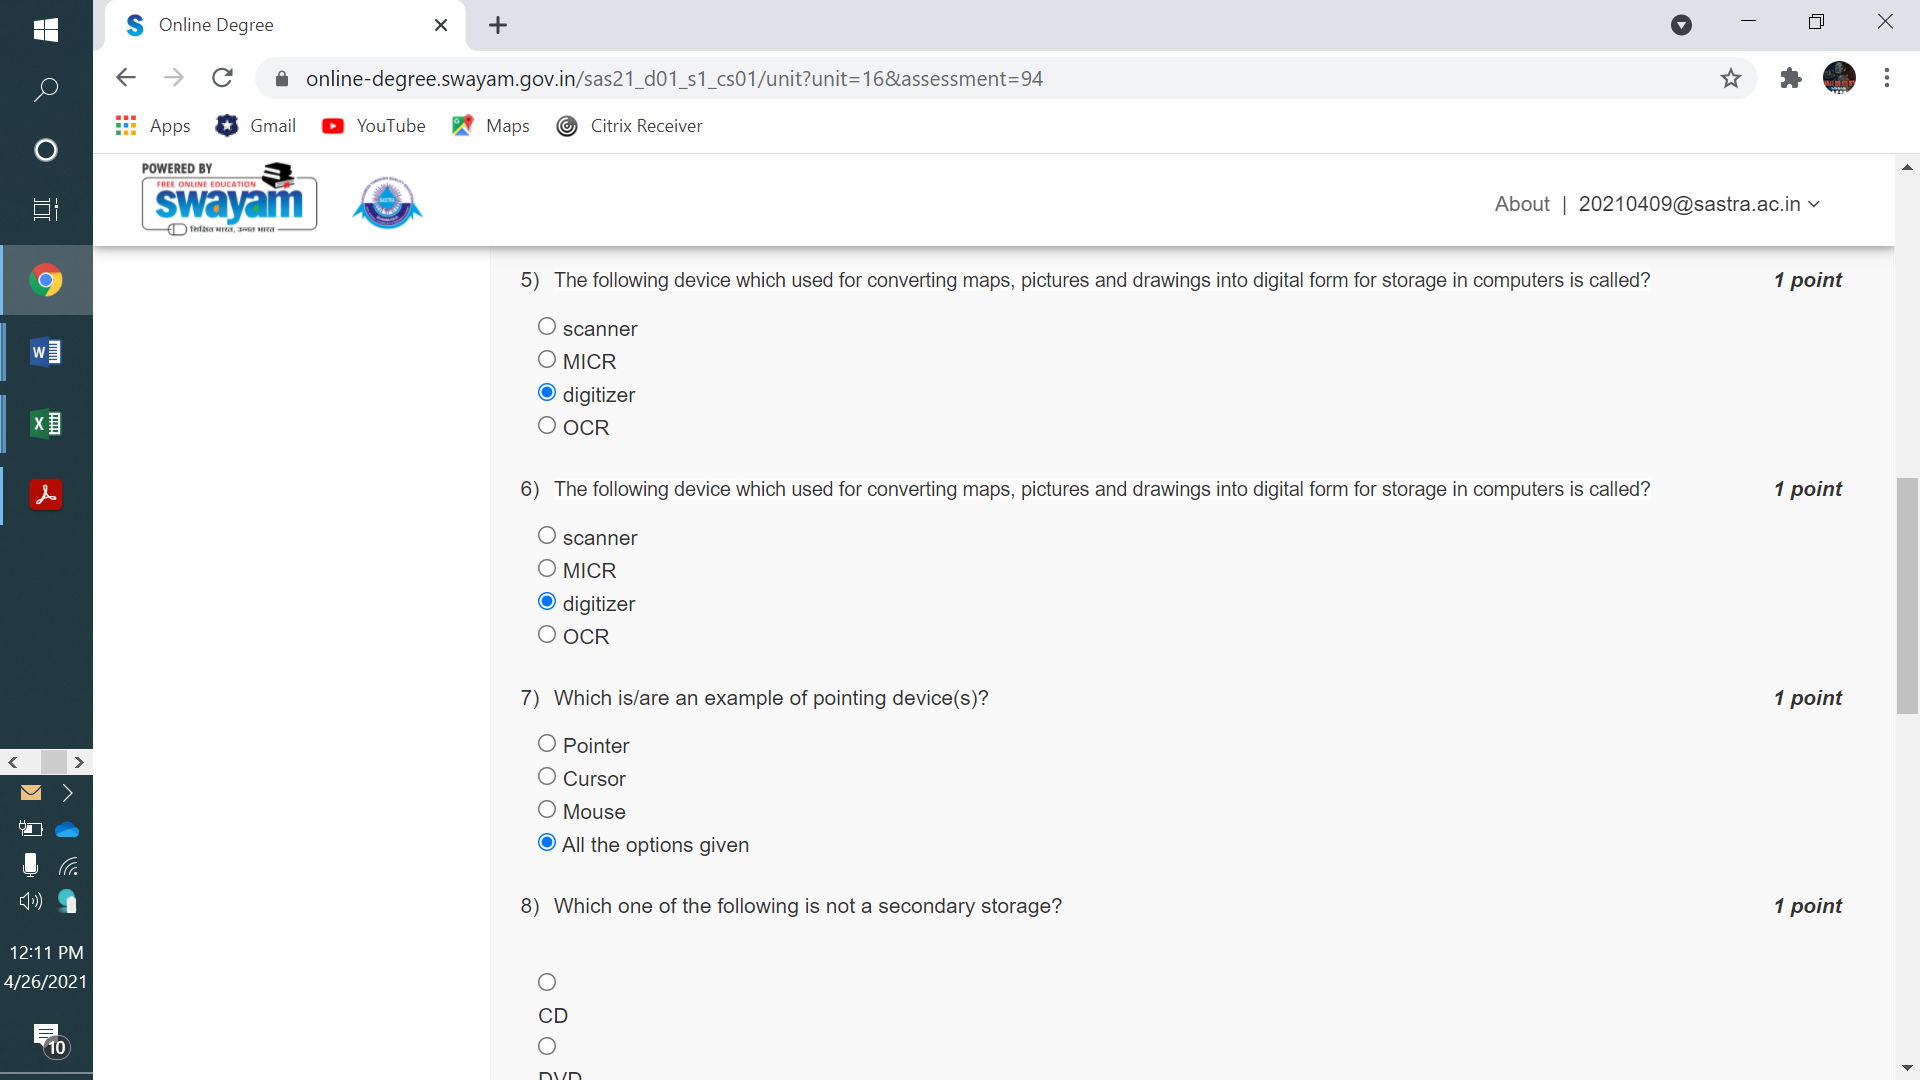 Online Degree
online-degree.swayam.gov.in/sas21_d01_s1_cs01/unit?unit=16&assessment=94
Apps Gmail YouTube Maps Citrix Receiver
POWERED BY
FREE ONLINE EDUCATION
swayam
शिक्षित भारत, उन्नत भारत
About | 20210409@sastra.ac.in
5) The following device which used for converting maps, pictures and drawings into digital form for storage in computers is called? 1 point
scanner
MICR
digitizer
OCR
6) The following device which used for converting maps, pictures and drawings into digital form for storage in computers is called? 1 point
scanner
MICR
digitizer
OCR
7) Which is/are an example of pointing device(s)? 1 point
Pointer
Cursor
Mouse
All the options given
8) Which one of the following is not a secondary storage? 1 point
CD
DVD
12:11 PM
4/26/2021
10